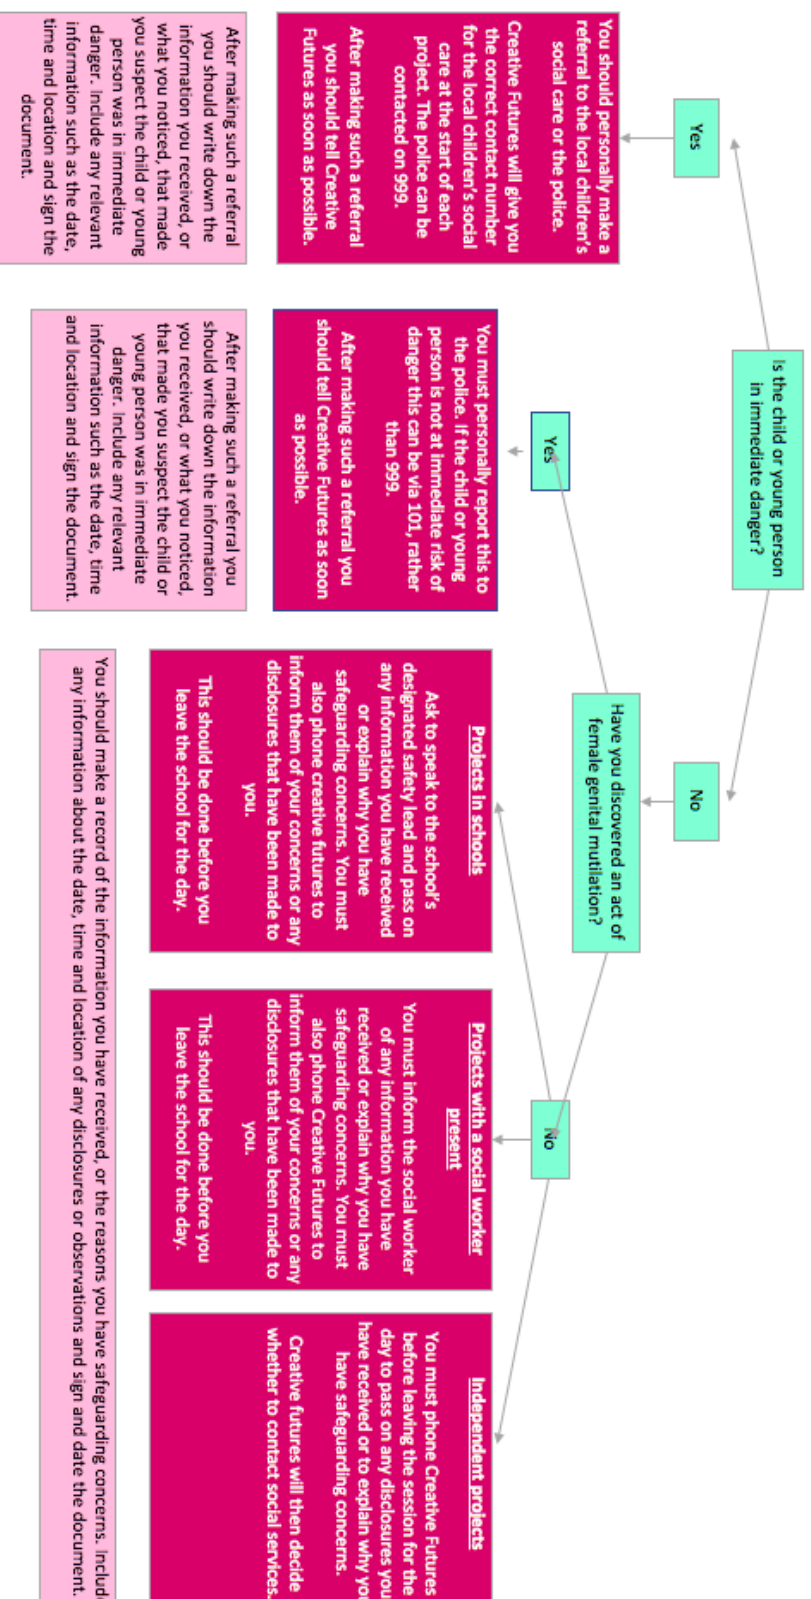 Is the child or young person
in immediate danger?
Yes
No
You should personally make a
referral to the local children's
social care or the police.
Creative Futures will give you
the correct contact number
for the local children's social
care at the start of each
project. The police can be
contacted on 999.
After making such a referral
you should tell Creative
Futures as soon as possible.
After making such a referral
you should write down the
information you received, or
what you noticed, that made
you suspect the child or young
person was in immediate
danger. Include any relevant
information such as the date,
time and location and sign the
document.
Have you discovered an act of
female genital mutilation?
Yes
No
You must personally report this to
the police. If the child or young
person is not at immediate risk of
danger this can be via 101, rather
than 999.
After making such a referral you
should tell Creative Futures as soon
as possible.
After making such a referral you
should write down the information
you received, or what you noticed,
that made you suspect the child or
young person was in immediate
danger. Include any relevant
information such as the date, time
and location and sign the document.
Projects in schools
Ask to speak to the school's
designated safety lead and pass on
any information you have received
or explain why you have
safeguarding concerns. You must
also phone creative futures to
inform them of your concerns or any
disclosures that have been made to
you.
This should be done before you
leave the school for the day.
Projects with a social worker
present
You must inform the social worker
of any information you have
received or explain why you have
safeguarding concerns. You must
also phone Creative Futures to
inform them of your concerns or any
disclosures that have been made to
you.
This should be done before you
leave the school for the day.
Independent projects
You must phone Creative Futures
before leaving the session for the
day to pass on any disclosures you
have received or to explain why you
have safeguarding concerns.
Creative futures will then decide
whether to contact social services.
You should make a record of the information you have received, or the reasons you have safeguarding concerns. Include
any information about the date, time and location of any disclosures or observations and sign and date the document.